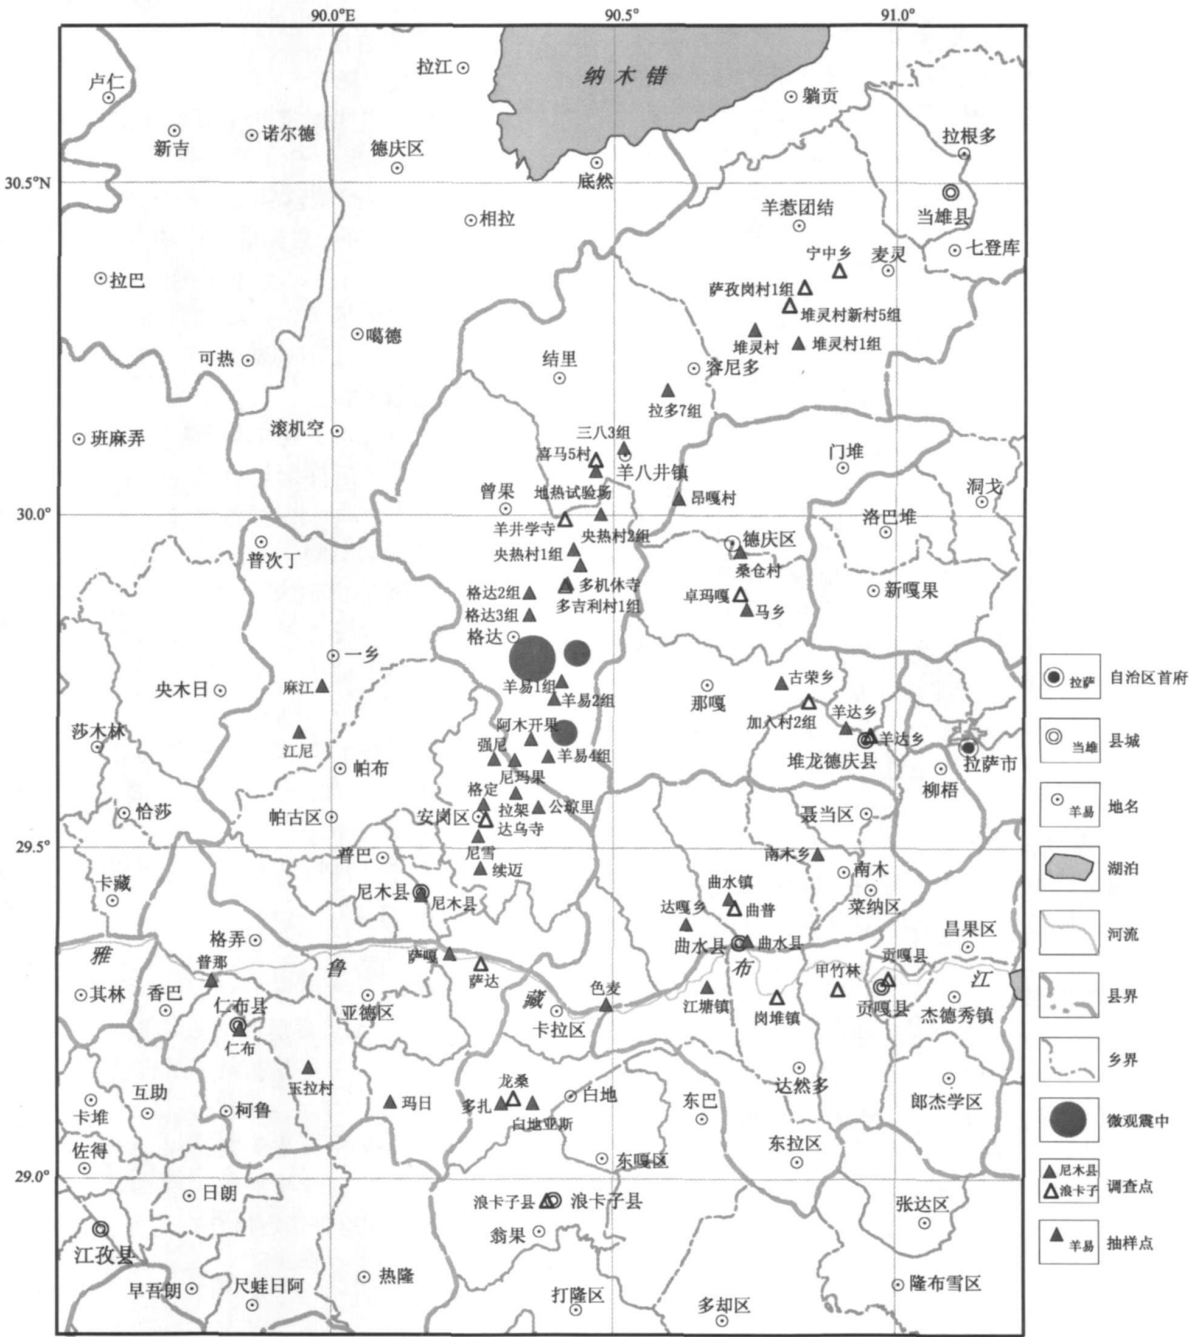 90.0°E
90.5°
91.0°
拉江
纳木错
卢仁
躺贡
新吉
诺尔德
德庆区
拉根多
30.5°N
底然
当雄县
相拉
羊惹团结
宁中乡
麦灵
七登库
拉巴
萨孜岗村1组
堆灵村新村5组
噶德
堆灵村
堆灵村1组
可热
结里
容尼多
拉多7组
滚机空
班麻弄
三八3组
喜马5村
羊八井镇
门堆
曾果
地热试验场
昂嘎村
洞戈
30.0°
羊井学寺
央热村2组
洛巴堆
普次丁
央热村1组
德庆区
桑仓村
格达2组
多机休寺
多吉利村1组
卓玛嘎
马乡
新嘎果
格达3组
格达
一乡
央木日
麻江
羊易1组
羊易2组
那嘎
古荣乡
加入村2组
羊达乡
羊达乡
莎木林
江尼
阿木开果
强尼
羊易4组
堆龙德庆县
拉萨市
帕布
尼玛果
柳梧
恰莎
帕古区
安岗区
格定
拉架
公琼里
达乌寺
聂当区
29.5°
普巴
尼雪
续迈
南木乡
南木
卡藏
尼木县
尼木县
曲水镇
曲普
菜纳区
达嘎乡
格弄
曲水县
曲水县
昌果区
雅
鲁
藏
布
江
普那
萨嘎
萨达
甲竹林
贡嘎县
其林
香巴
亚德区
色麦
江塘镇
岗堆镇
贡嘎县
杰德秀镇
仁布县
仁布
卡拉区
玉拉村
达然多
互助
龙桑
卡堆
柯鲁
玛日
多扎
白地亚斯
白地
东巴
郎杰学区
佐得
东嘎区
东拉区
29.0°
日朗
浪卡子县
浪卡子县
张达区
江孜县
翁果
早吾朗
尺蛙日阿
热隆
打隆区
多却区
隆布雪区
拉萨
自治区首府
当雄
县城
羊易
地名
湖泊
河流
县界
乡界
微观震中
尼木县
浪卡子
调查点
羊易
抽样点